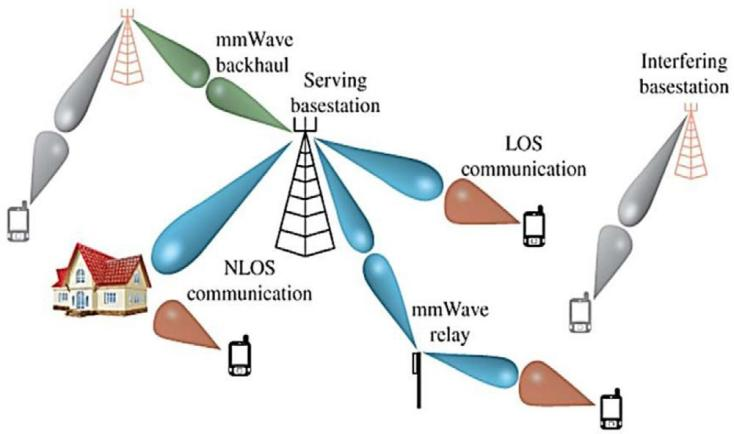 mmWave
backhaul
Serving
basestation
Interfering
basestation
LOS
communication
NLOS
communication
mmWave
relay